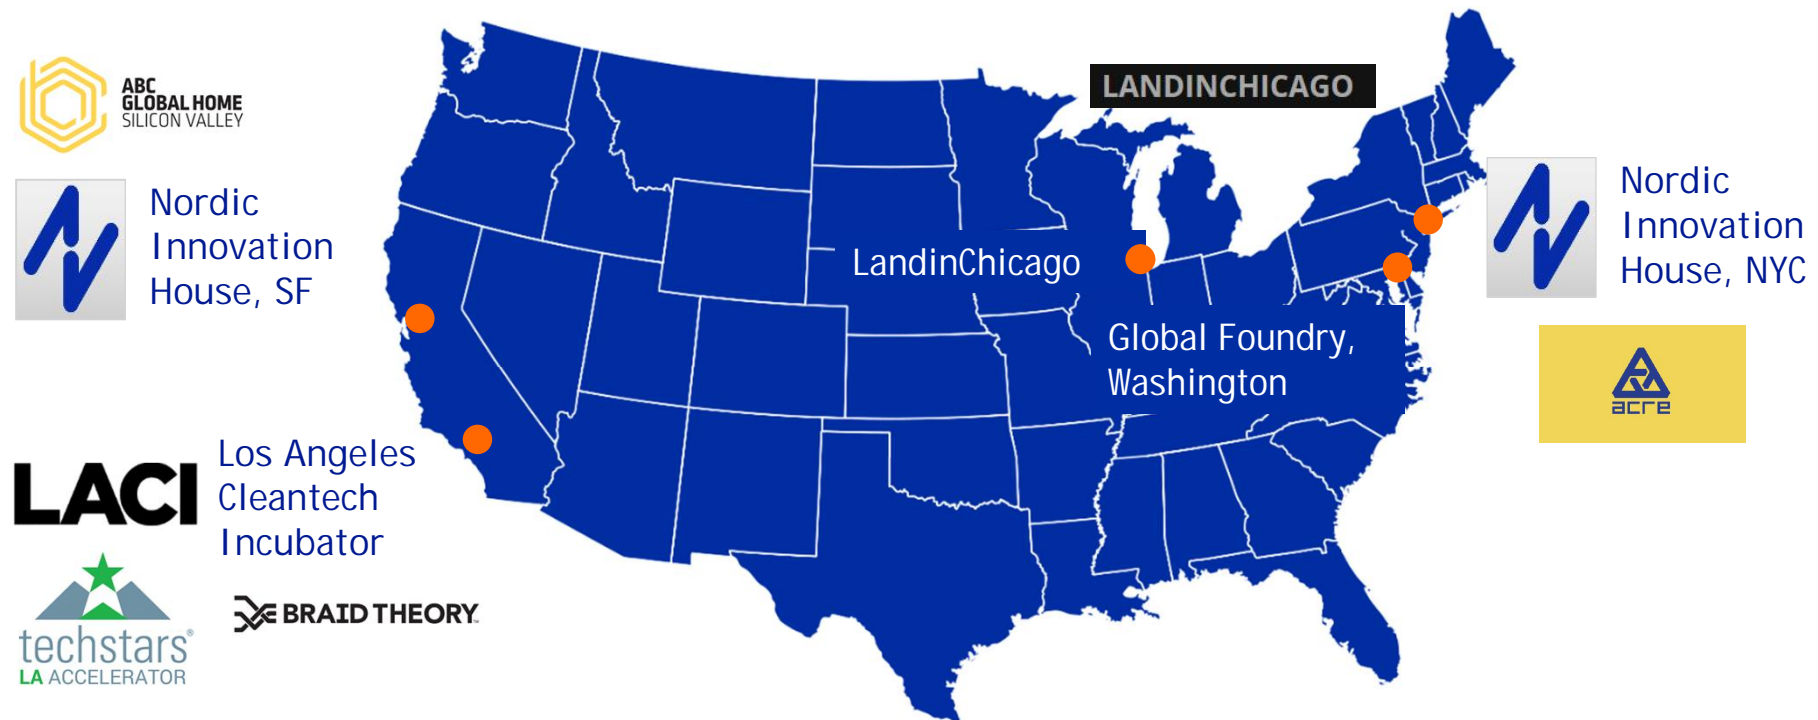 ABC
GLOBAL HOME
SILICON VALLEY
Nordic
Innovation
House, SF
LANDINCHICAGO
LandinChicago
Global Foundry,
Washington
Nordic
Innovation
House, NYC
acre
LACI
Los Angeles
Cleantech
Incubator
techstars®
LA ACCELERATOR
BRAID THEORY